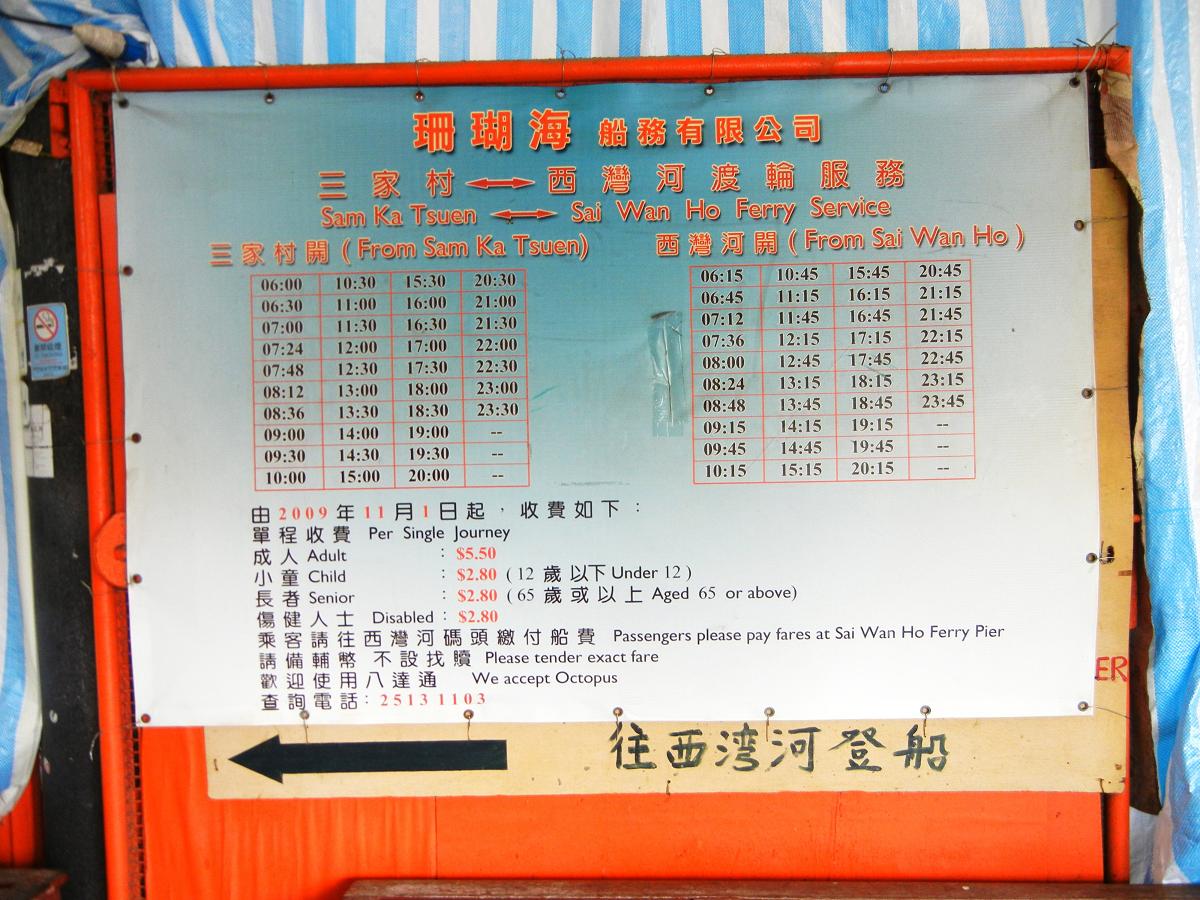 珊瑚海 船務有限公司
三家村 ⟷ 西灣河渡輪服務
Sam Ka Tsuen ⟷ Sai Wan Ho Ferry Service
三家村開 (From Sam Ka Tsuen)
06:00 10:30 15:30 20:30
06:30 11:00 16:00 21:00
07:00 11:30 16:30 21:30
07:24 12:00 17:00 22:00
07:48 12:30 17:30 22:30
08:12 13:00 18:00 23:00
08:36 13:30 18:30 23:30
09:00 14:00 19:00 --
09:30 14:30 19:30 --
10:00 15:00 20:00 --
西灣河開 (From Sai Wan Ho)
06:15 10:45 15:45 20:45
06:45 11:15 16:15 21:15
07:12 11:45 16:45 21:45
07:36 12:15 17:15 22:15
08:00 12:45 17:45 22:45
08:24 13:15 18:15 23:15
08:48 13:45 18:45 23:45
09:15 14:15 19:15 --
09:45 14:45 19:45 --
10:15 15:15 20:15 --
由2009年11月1日起，收費如下：
單程收費 Per Single Journey
成人 Adult : $5.50
小童 Child : $2.80 (12 歲以下 Under 12)
長者 Senior : $2.80 (65 歲或以上 Aged 65 or above)
傷健人士 Disabled : $2.80
乘客請往西灣河碼頭繳付船費 Passengers please pay fares at Sai Wan Ho Ferry Pier
請備輔幣 不設找贖 Please tender exact fare
歡迎使用八達通 We accept Octopus
查詢電話: 2513 1103
往西湾河登船
ER